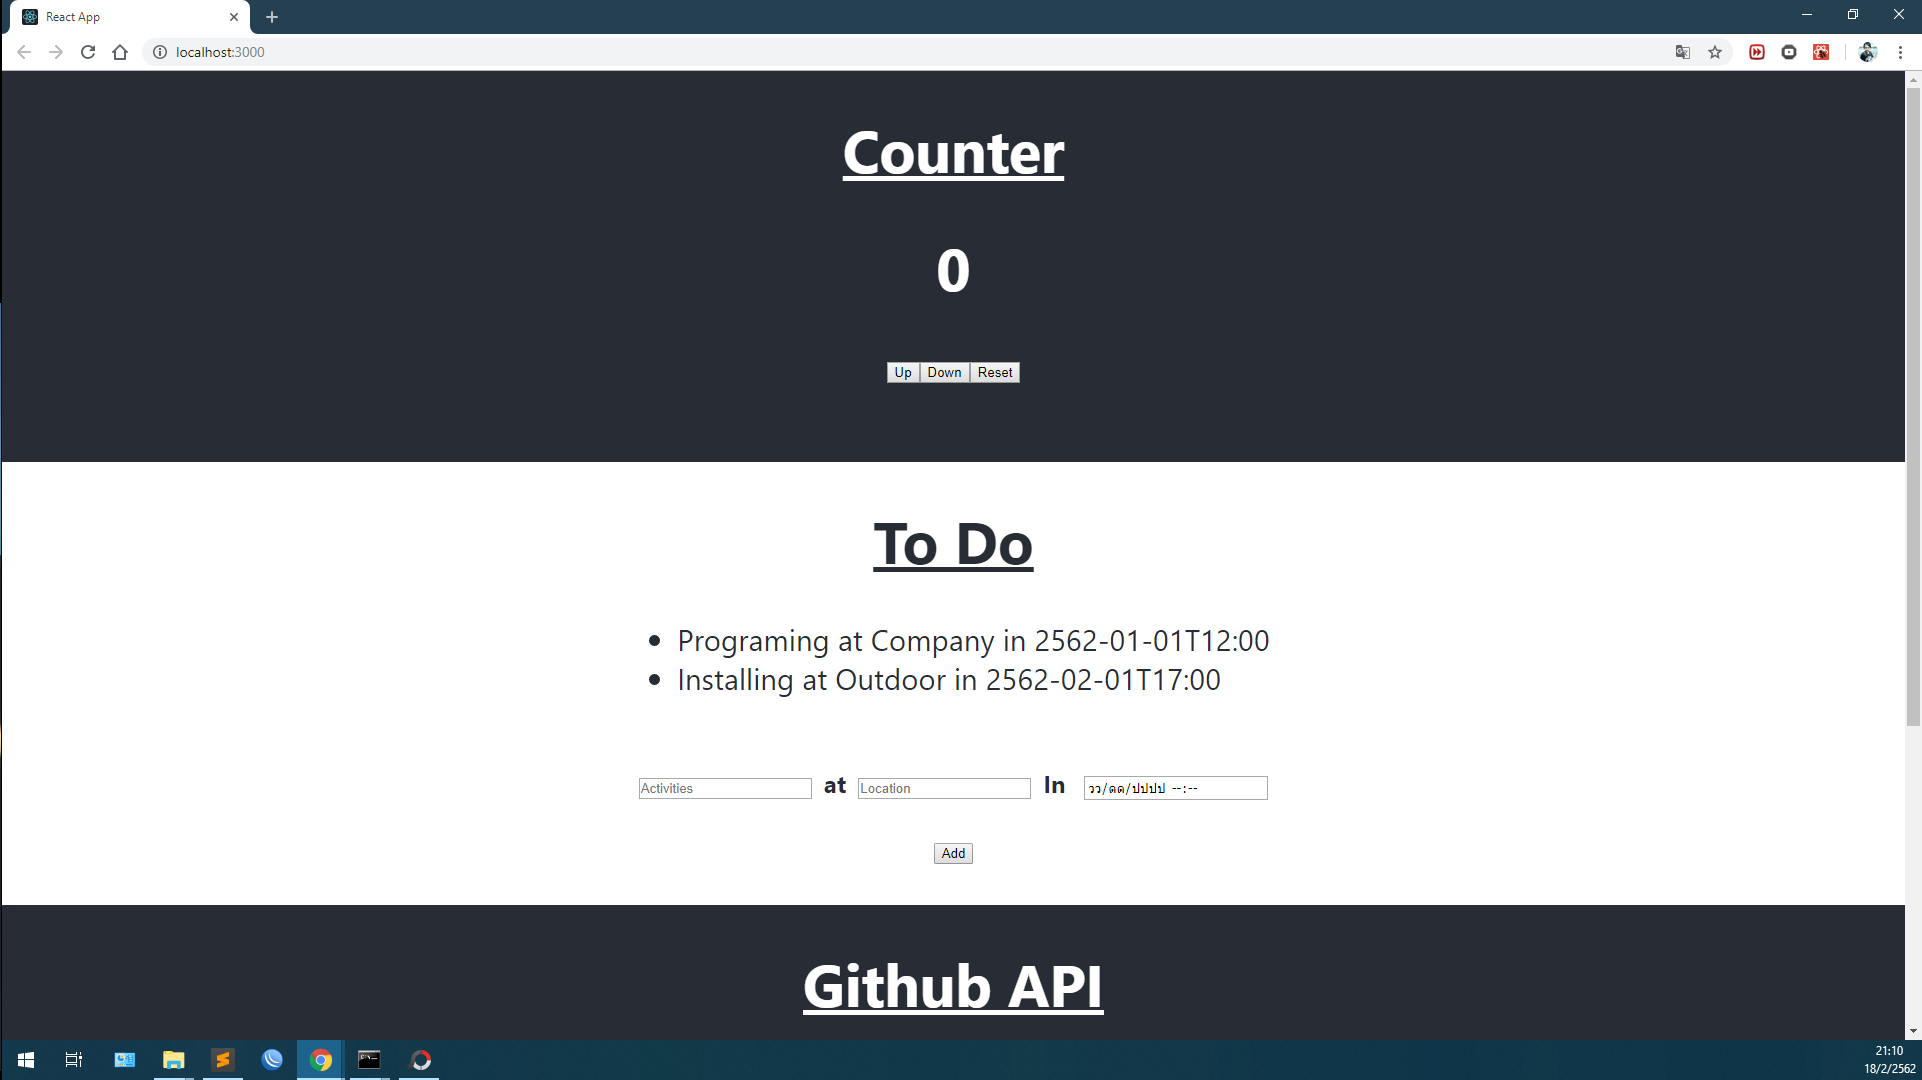 React App
localhost:3000
Counter
0
Up Down Reset
To Do
Programing at Company in 2562-01-01T12:00
Installing at Outdoor in 2562-02-01T17:00
Activities at Location In วว/ดด/ปปปป --:--
Add
Github API
21:10
18/2/2562